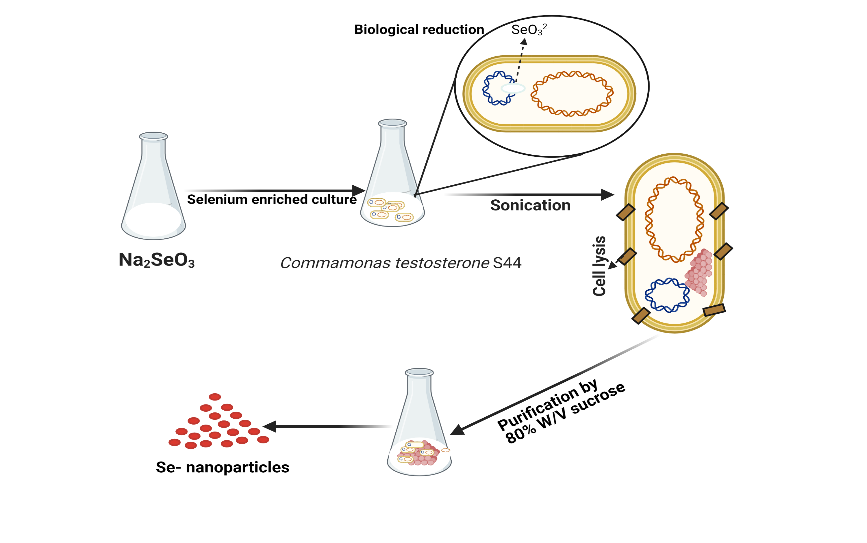 Biological reduction
SeO₃²
Selenium enriched culture
Sonication
Na₂SeO₃
Commamonas testosterone S44
Cell lysis
Purification by
80% W/V sucrose
Se- nanoparticles